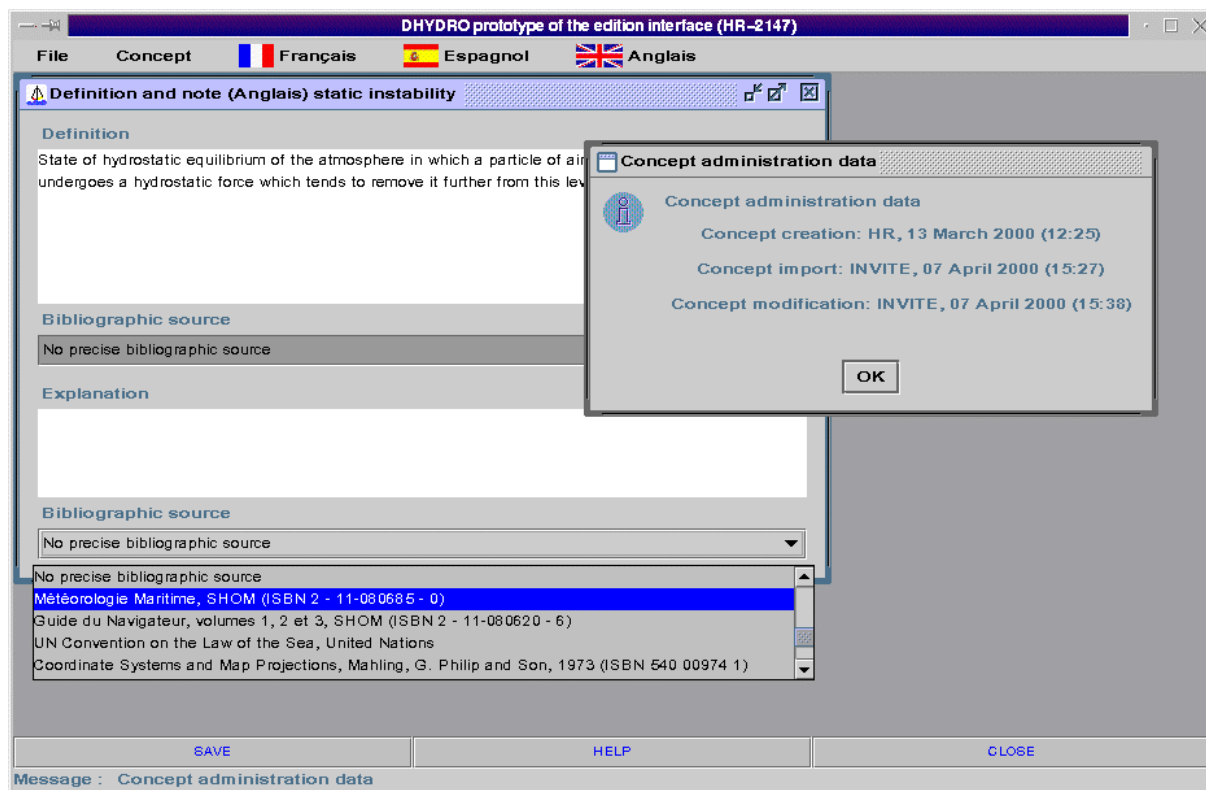 DHYDRO prototype of the edition interface (HR-2147)
File Concept Français Espagnol Anglais
Definition and note (Anglais) static instability
Definition
State of hydrostatic equilibrium of the atmosphere in which a particle of air
undergoes a hydrostatic force which tends to remove it further from this
Bibliographic source
No precise bibliographic source
Explanation
Bibliographic source
No precise bibliographic source
No precise bibliographic source
Météorologie Maritime, SHOM (ISBN 2 - 11-080685 - 0)
Guide du Navigateur, volumes 1, 2 et 3, SHOM (ISBN 2 - 11-080620 - 6)
UN Convention on the Law of the Sea, United Nations
Coordinate Systems and Map Projections, Mahling, G. Philip and Son, 1973 (ISBN 540 00974 1)
Concept administration data
Concept administration data
Concept creation: HR, 13 March 2000 (12:25)
Concept import: INVITE, 07 April 2000 (15:27)
Concept modification: INVITE, 07 April 2000 (15:38)
OK
SAVE HELP CLOSE
Message : Concept administration data